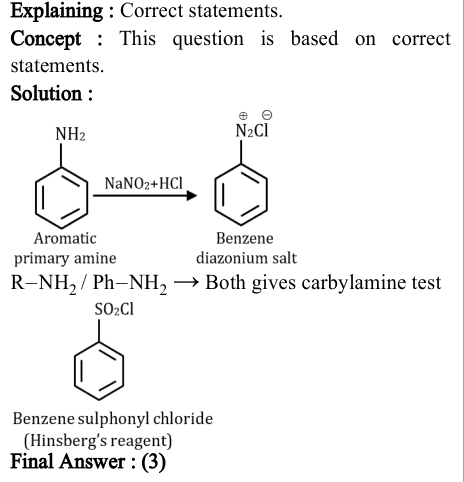 Explaining : Correct statements.
Concept : This question is based on correct
statements.
Solution :
NH₂
⊕ ⊖
N₂Cl
NaNO₂+HCl
Aromatic
primary amine
Benzene
diazonium salt
R–NH₂ / Ph–NH₂ → Both gives carbylamine test
SO₂Cl
Benzene sulphonyl chloride
(Hinsberg's reagent)
Final Answer : (3)